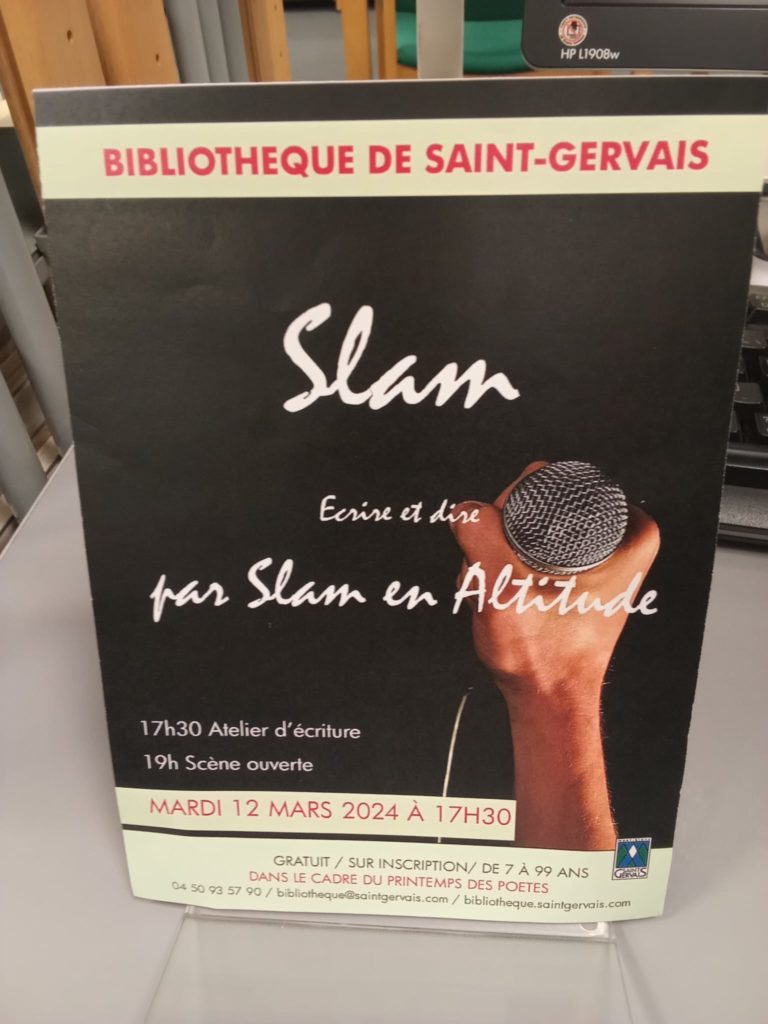 HP L1908w
BIBLIOTHEQUE DE SAINT-GERVAIS
Slam
Ecrire et dire
par Slam en Altitude
17h30 Atelier d'écriture
19h Scène ouverte
MARDI 12 MARS 2024 À 17H30
GRATUIT / SUR INSCRIPTION/ DE 7 À 99 ANS
DANS LE CADRE DU PRINTEMPS DES POETES
04 50 93 57 90 / bibliotheque@saintgervais.com / bibliotheque.saintgervais.com
SAINT
GERVAIS